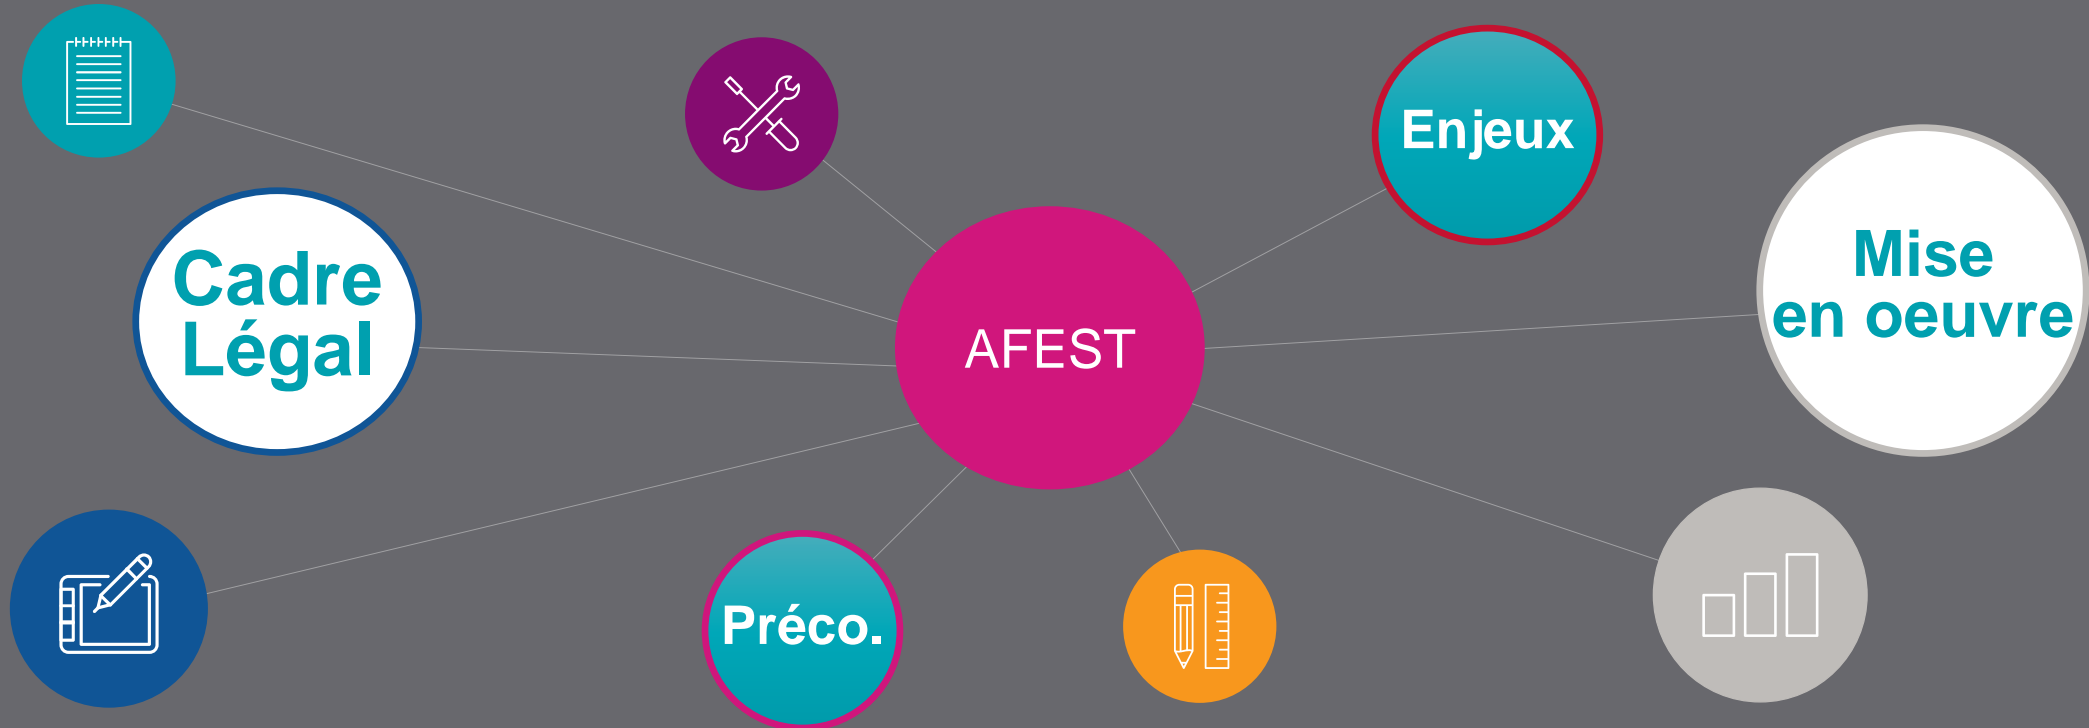 Enjeux
Cadre
Légal
Mise
en oeuvre
AFEST
Préco.